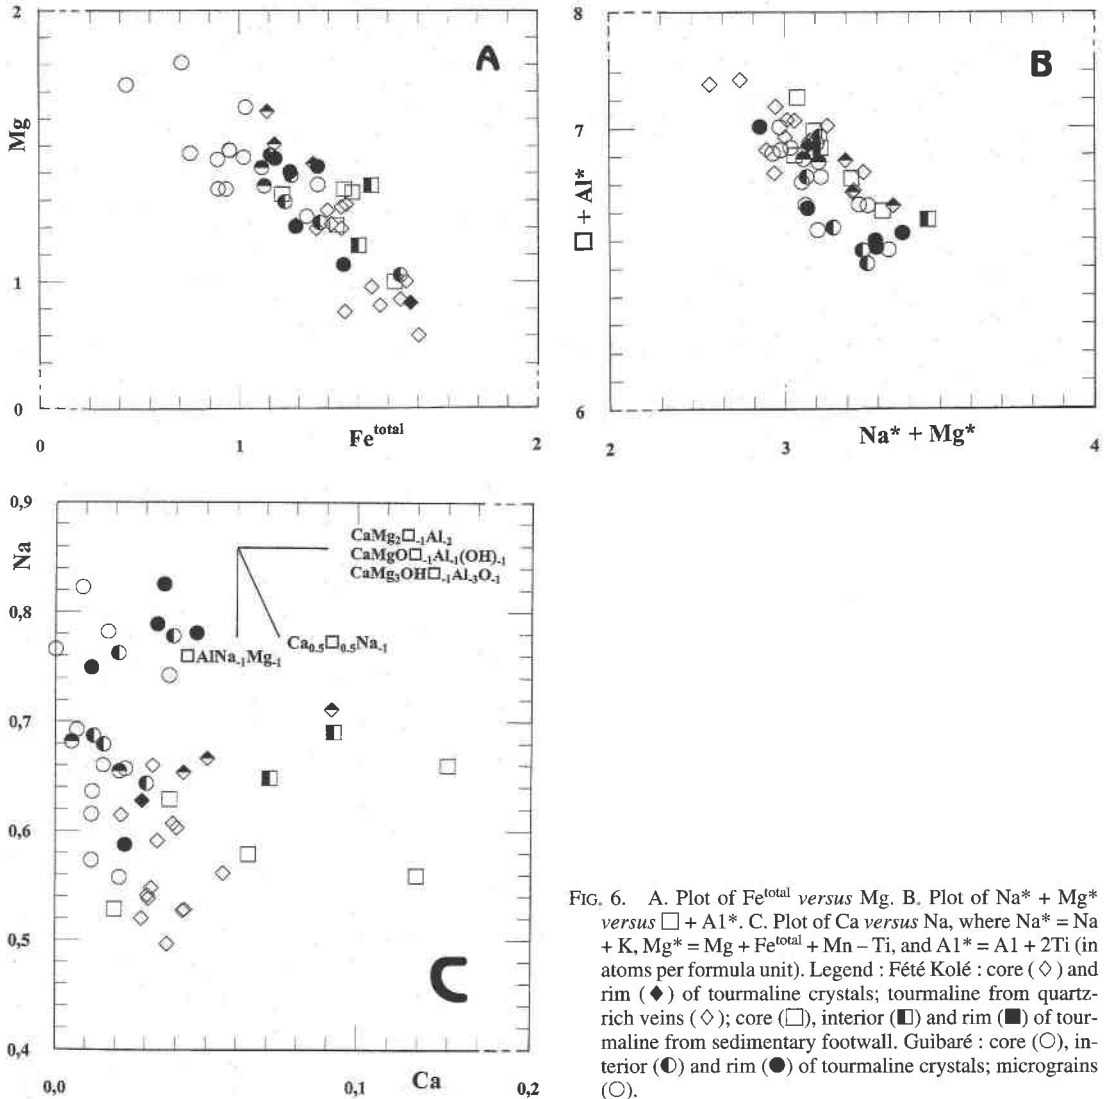 2
Mg
1
0
0
1
Fe^total
2
A
8
7
□ + Al*
6
2
3
Na* + Mg*
4
B
0,9
Na
0,8
0,7
0,6
0,5
0,4
0,0
0,1
Ca
0,2
CaMg₂□₋₁Al₋₂
CaMgO□₋₁Al₋₁(OH)₋₁
CaMg₃OH□₋₁Al₋₃O₋₁
Ca₀.₅□₀.₅Na₋₁
□AlNa₋₁Mg₋₁
C
FIG. 6. A. Plot of Fe^total versus Mg. B. Plot of Na* + Mg*
versus □ + A1*. C. Plot of Ca versus Na, where Na* = Na
+ K, Mg* = Mg + Fe^total + Mn – Ti, and A1* = A1 + 2Ti (in
atoms per formula unit). Legend : Fété Kolé : core (◇) and
rim (◆) of tourmaline crystals; tourmaline from quartz-
rich veins (◇); core (□), interior (◧) and rim (■) of tour-
maline from sedimentary footwall. Guibaré : core (○), in-
terior (◐) and rim (●) of tourmaline crystals; micrograins
(○).